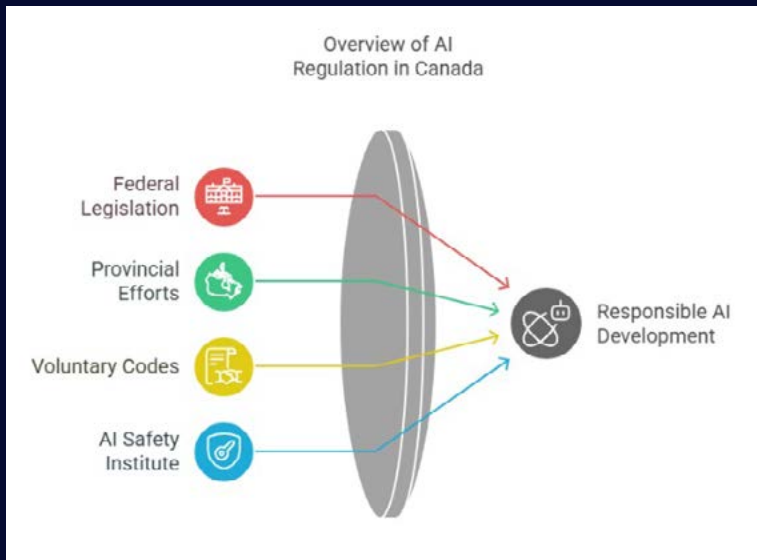 Overview of AI
Regulation in Canada
Federal
Legislation
Provincial
Efforts
Voluntary Codes
AI Safety
Institute
Responsible AI
Development